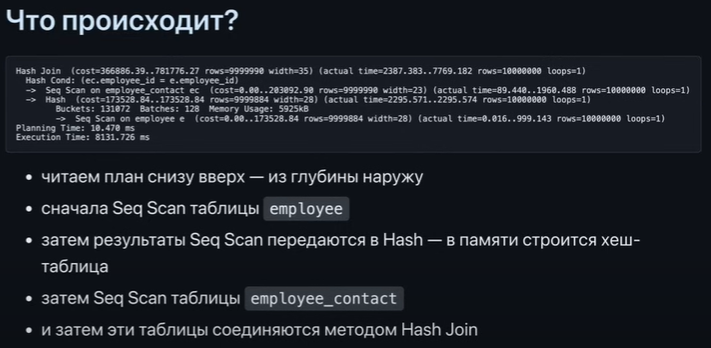 Что происходит?
Hash Join  (cost=366886.39..781776.27 rows=9999990 width=35) (actual time=2387.383..7769.182 rows=10000000 loops=1)
  Hash Cond: (ec.employee_id = e.employee_id)
  ->  Seq Scan on employee_contact ec  (cost=0.00..203092.90 rows=9999990 width=23) (actual time=89.440..1960.488 rows=10000000 loops=1)
  ->  Hash  (cost=173528.84..173528.84 rows=9999884 width=28) (actual time=2295.571..2295.574 rows=10000000 loops=1)
        Buckets: 131072  Batches: 128  Memory Usage: 5925kB
        ->  Seq Scan on employee e  (cost=0.00..173528.84 rows=9999884 width=28) (actual time=0.016..999.143 rows=10000000 loops=1)
Planning Time: 10.470 ms
Execution Time: 8131.726 ms
• читаем план снизу вверх — из глубины наружу
• сначала Seq Scan таблицы employee
• затем результаты Seq Scan передаются в Hash — в памяти строится хеш-
таблица
• затем Seq Scan таблицы employee_contact
• и затем эти таблицы соединяются методом Hash Join